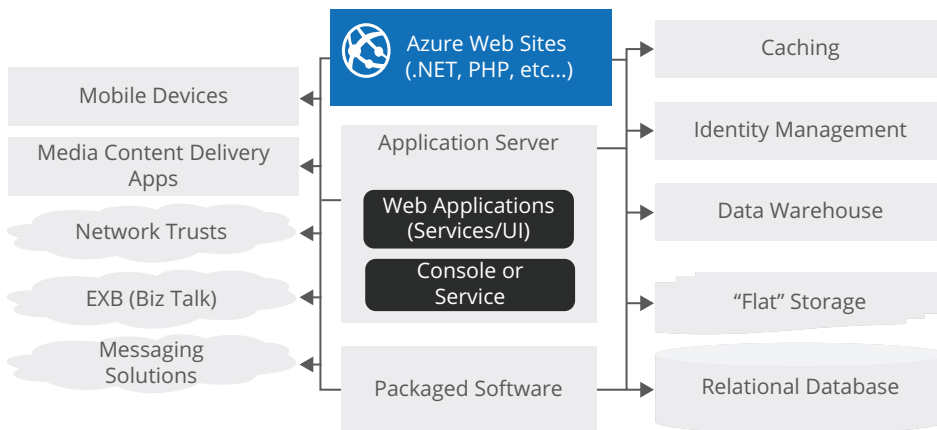 Azure Web Sites
(.NET, PHP, etc...)
Mobile Devices
Media Content Delivery
Apps
Network Trusts
EXB (Biz Talk)
Messaging
Solutions
Application Server
Web Applications
(Services/UI)
Console or
Service
Packaged Software
Caching
Identity Management
Data Warehouse
“Flat” Storage
Relational Database